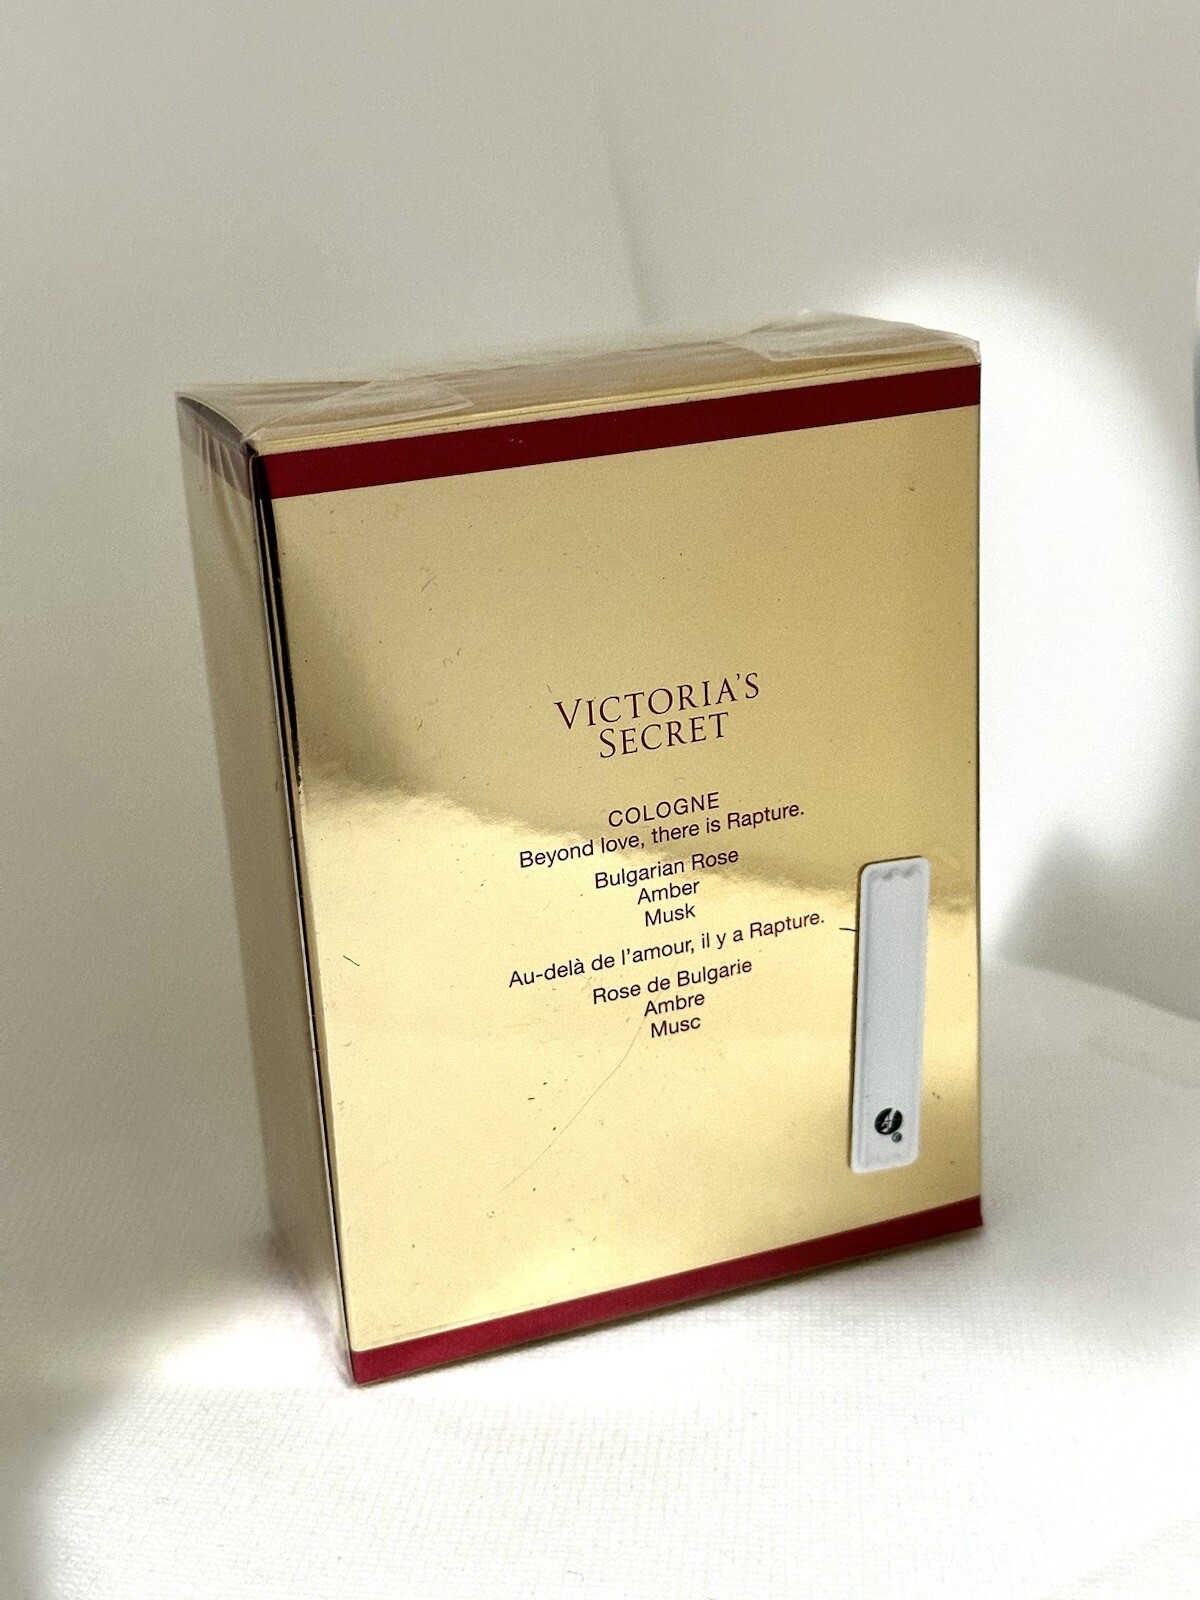 VICTORIA'S
SECRET
COLOGNE
Beyond love, there is Rapture.
Bulgarian Rose
Amber
Musk
Au-delà de l'amour, il y a Rapture.
Rose de Bulgarie
Ambre
Musc
®